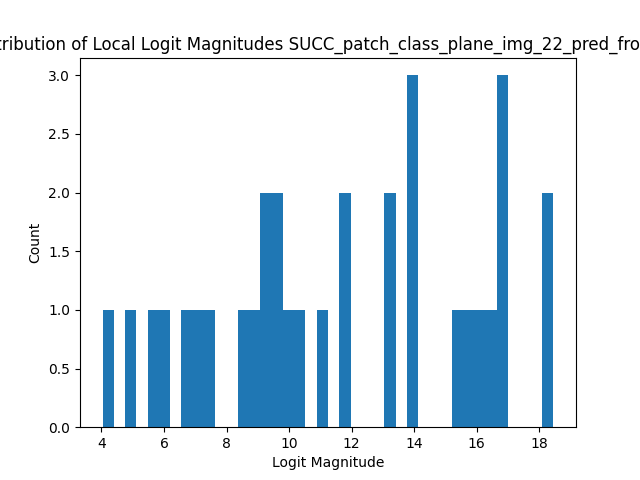 tribution of Local Logit Magnitudes SUCC_patch_class_plane_img_22_pred_fro
3.0
2.5
2.0
1.5
1.0
0.5
0.0
Count
4 6 8 10 12 14 16 18
Logit Magnitude